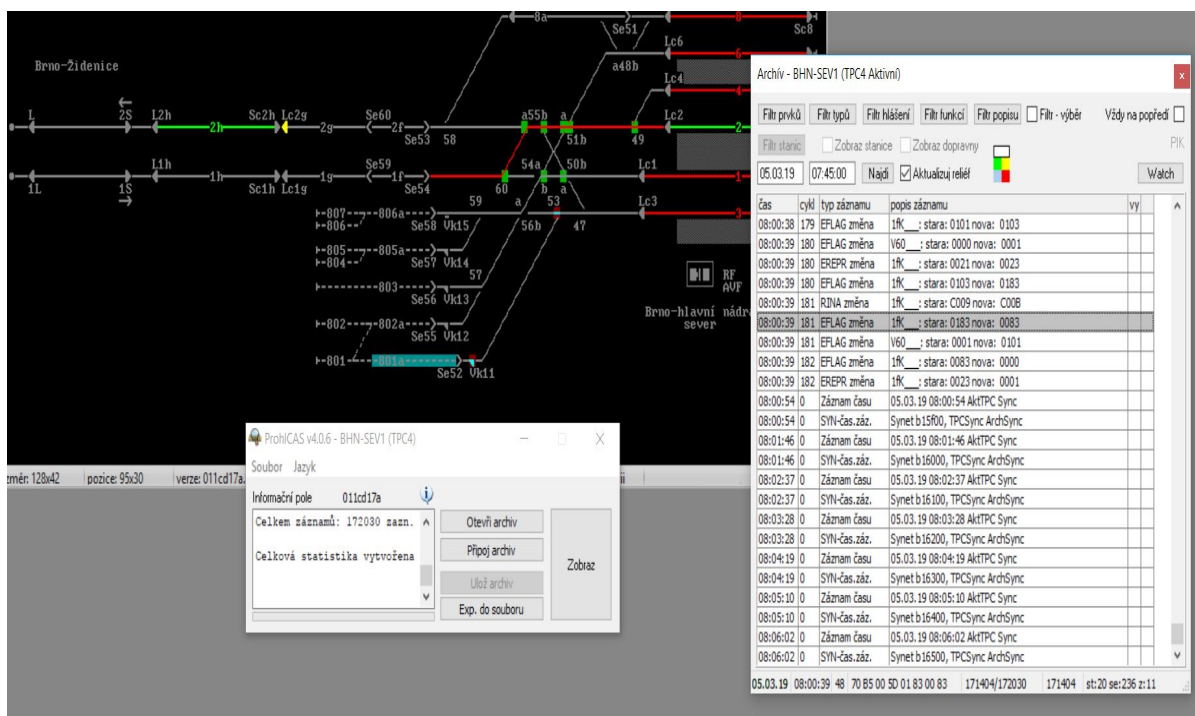 8a
8
Se51
Sc8
Lc6
6
Brno-Židenice
a48b
Lc4
4
L
2S
L2h
Sc2h Lc2g
Se60
a55b
a
Lc2
2h
2g
2f
Se53
58
51b
49
2
L1h
Se59
54a
50b
Lc1
1h
1g
1f
1
1L
1S
Sc1h Lc1g
Se54
60
b
a
59
a
53
Lc3
807
806a
3
806
Se58 Vk15
56b
47
805
805a
804
Se57 Vk14
57
RF
AVF
803
Se56 Vk13
Brno-hlavní nádr
sever
802
802a
Se55 Vk12
801
801a
Se52 Vk11
změr: 128x42
pozice: 95x30
verze: 011cd17a.
ProhICAS v4.0.6 - BHN-SEV1 (TPC4)
Soubor Jazyk
Informační pole 011cd17a
Celkem záznamů: 172030 zazn.
Celková statistika vytvořena
Otevři archiv
Připoj archiv
Ulož archiv
Exp. do souboru
Zobraz
Archív - BHN-SEV1 (TPC4 Aktivní)
x
Filtr prvků Filtr typů Filtr hlášení Filtr funkcí Filtr popisu Filtr - výběr Vždy na popředí
Filtr stanic Zobraz stanice Zobraz dopravny PIK
05.03.19 07:45:00 Najdi Aktualizuj reliéf Watch
čas cykl typ záznamu popis záznamu vy
08:00:38 179 EFLAG změna 1fK___: stara: 0101 nova: 0103
08:00:39 180 EFLAG změna V60___: stara: 0000 nova: 0001
08:00:39 180 EREPR změna 1fK___: stara: 0021 nova: 0023
08:00:39 180 EFLAG změna 1fK___: stara: 0103 nova: 0183
08:00:39 181 RINA změna 1fK___: stara: C009 nova: C00B
08:00:39 181 EFLAG změna 1fK___: stara: 0183 nova: 0083
08:00:39 181 EFLAG změna V60___: stara: 0001 nova: 0101
08:00:39 182 EFLAG změna 1fK___: stara: 0083 nova: 0000
08:00:39 182 EREPR změna 1fK___: stara: 0023 nova: 0001
08:00:54 0 Záznam času 05.03.19 08:00:54 AktTPC Sync
08:00:54 0 SYN-čas.záz. Synet b15f00, TPCSync ArchSync
08:01:46 0 Záznam času 05.03.19 08:01:46 AktTPC Sync
08:01:46 0 SYN-čas.záz. Synet b16000, TPCSync ArchSync
08:02:37 0 Záznam času 05.03.19 08:02:37 AktTPC Sync
08:02:37 0 SYN-čas.záz. Synet b16100, TPCSync ArchSync
08:03:28 0 Záznam času 05.03.19 08:03:28 AktTPC Sync
08:03:28 0 SYN-čas.záz. Synet b16200, TPCSync ArchSync
08:04:19 0 Záznam času 05.03.19 08:04:19 AktTPC Sync
08:04:19 0 SYN-čas.záz. Synet b16300, TPCSync ArchSync
08:05:10 0 Záznam času 05.03.19 08:05:10 AktTPC Sync
08:05:10 0 SYN-čas.záz. Synet b16400, TPCSync ArchSync
08:06:02 0 Záznam času 05.03.19 08:06:02 AktTPC Sync
08:06:02 0 SYN-čas.záz. Synet b16500, TPCSync ArchSync
05.03.19 08:00:39 48 70 B5 00 5D 01 83 00 83 171404/172030 171404 st:20 se:236 z:11